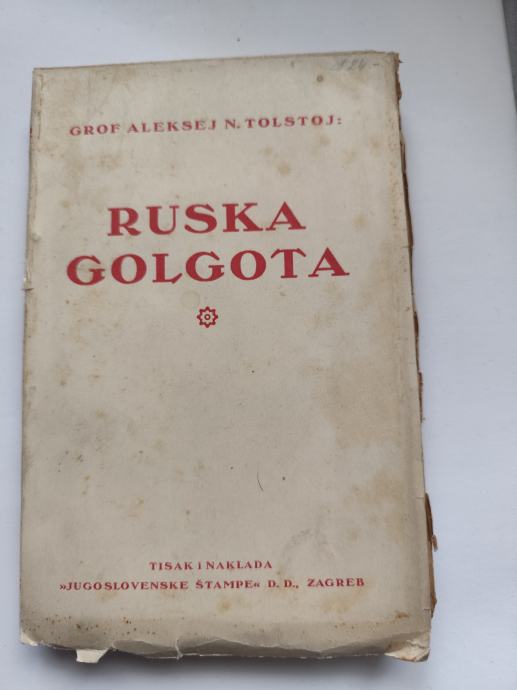 GROF ALEKSEJ N. TOLSTOJ:
RUSKA
GOLGOTA
TISAK I NAKLADA
»JUGOSLOVENSKE ŠTAMPE« D. D., ZAGREB